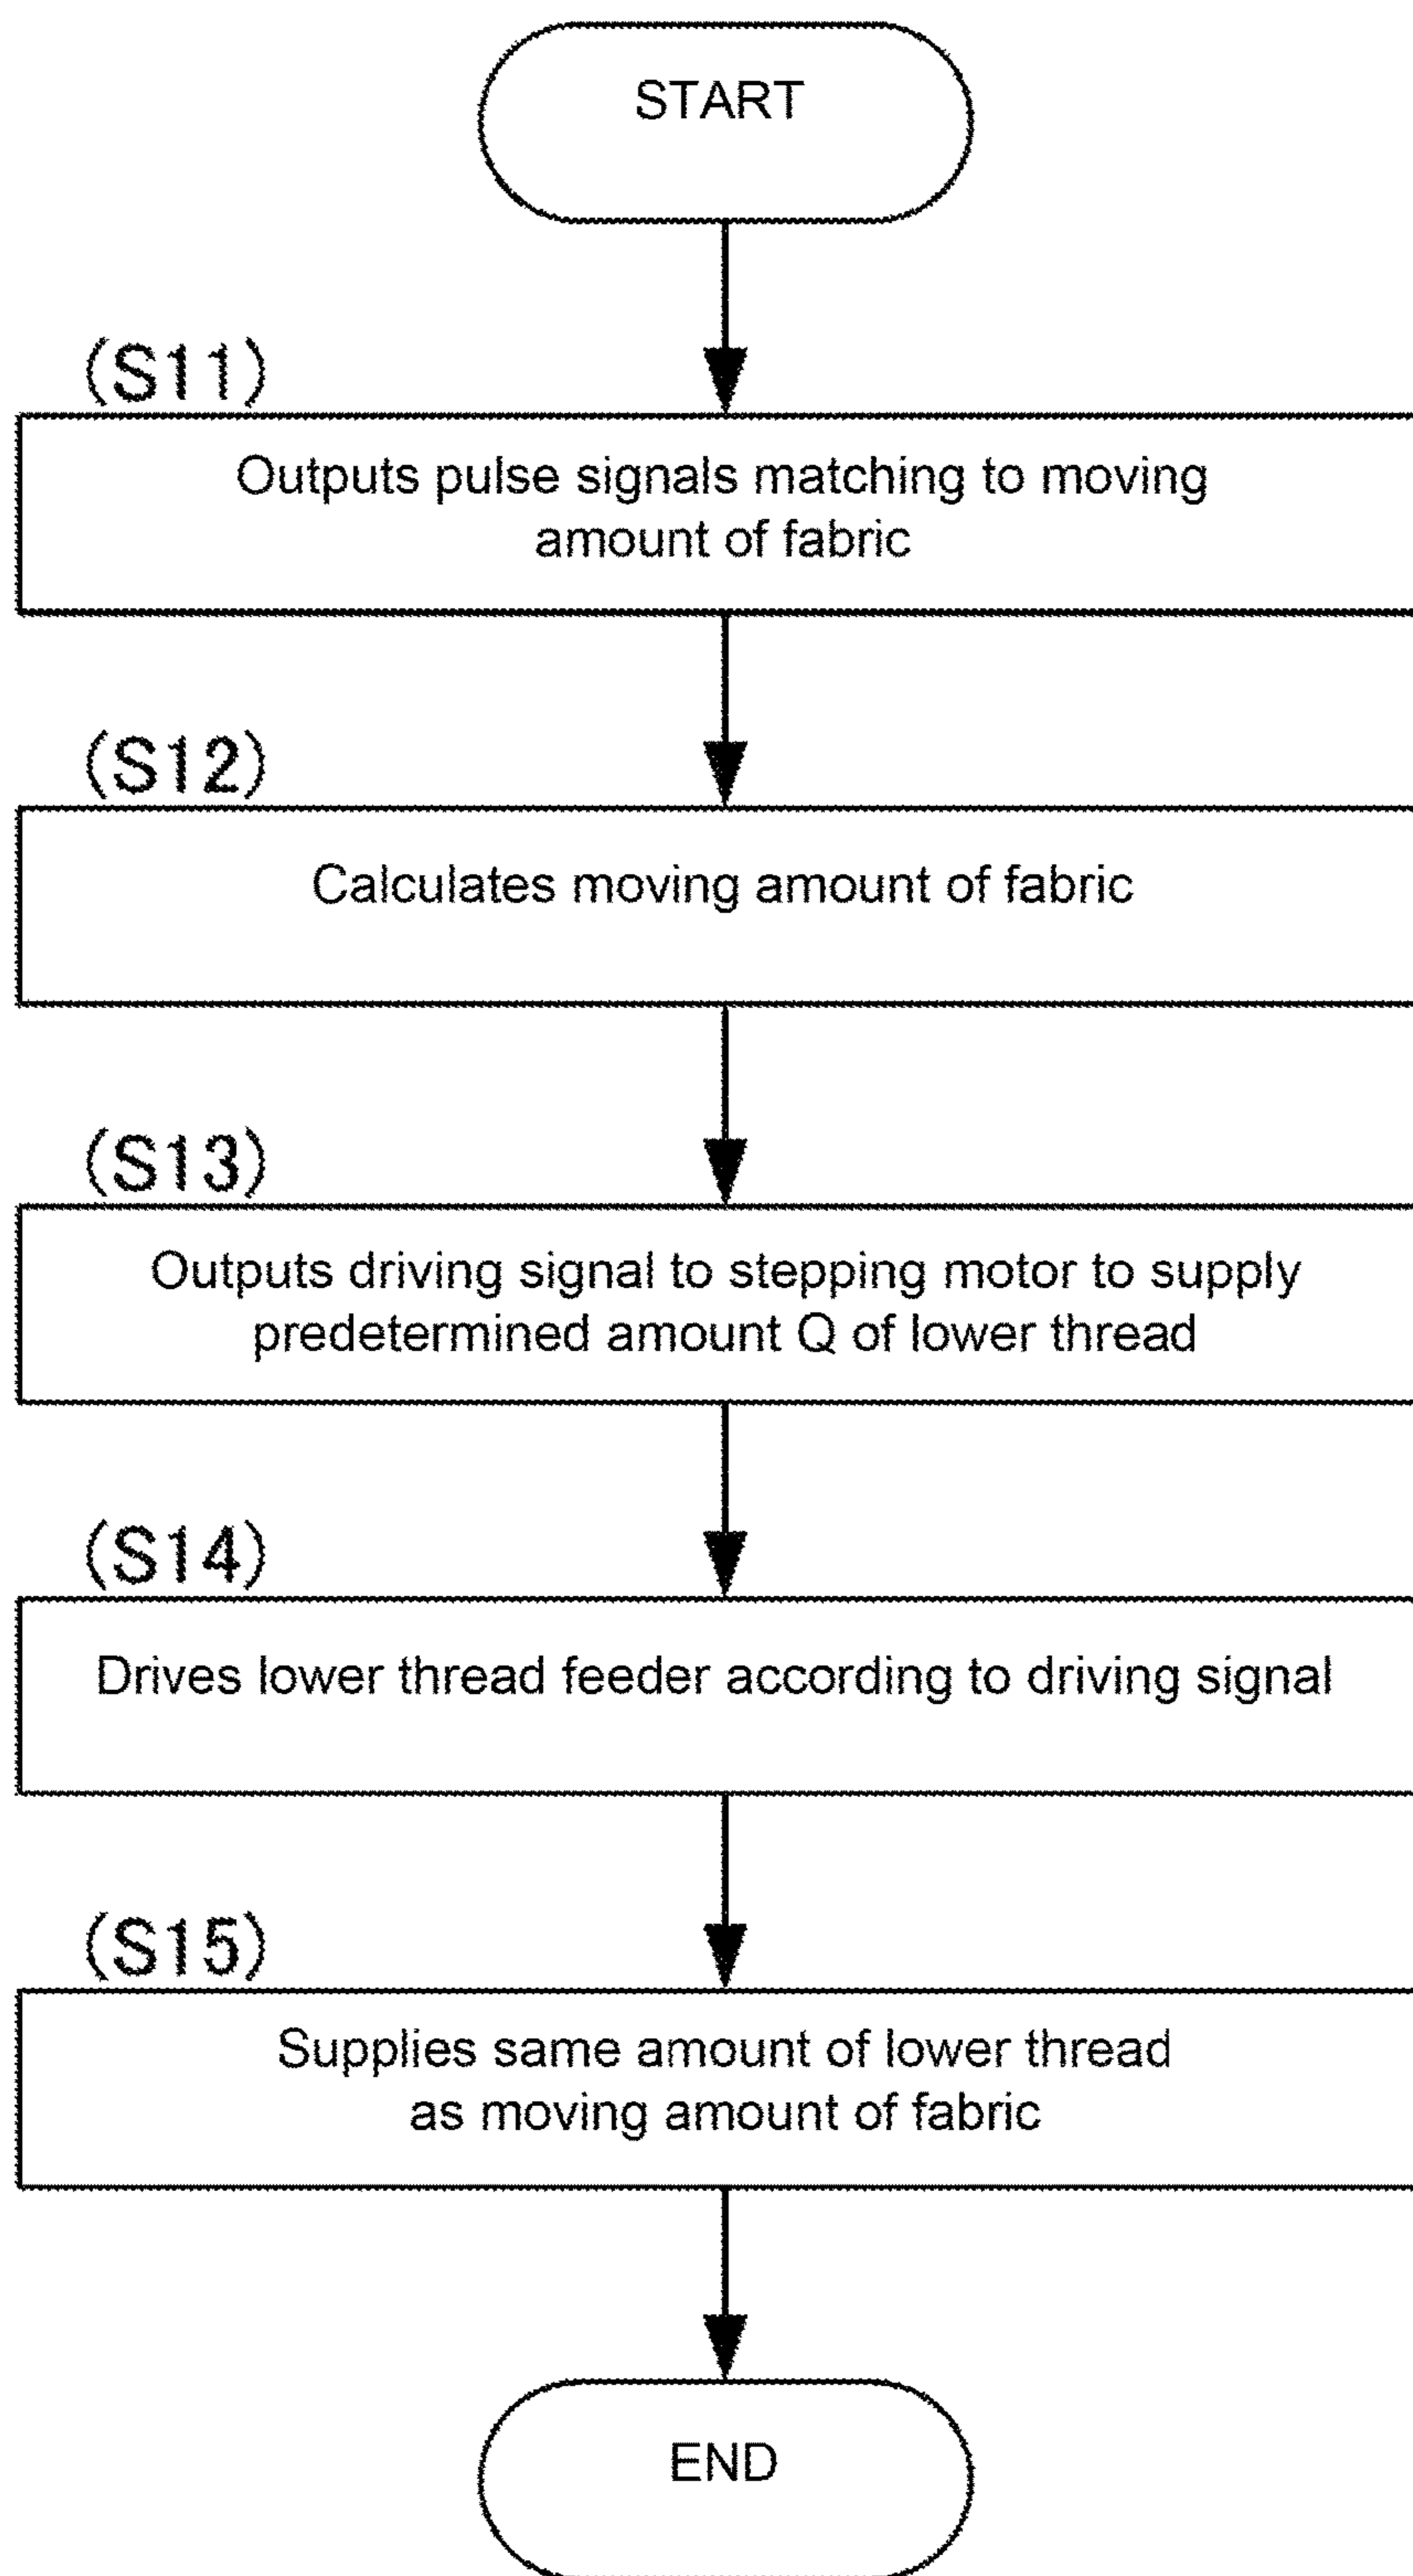 START
(S11)
Outputs pulse signals matching to moving
amount of fabric
(S12)
Calculates moving amount of fabric
(S13)
Outputs driving signal to stepping motor to supply
predetermined amount Q of lower thread
(S14)
Drives lower thread feeder according to driving signal
(S15)
Supplies same amount of lower thread
as moving amount of fabric
END